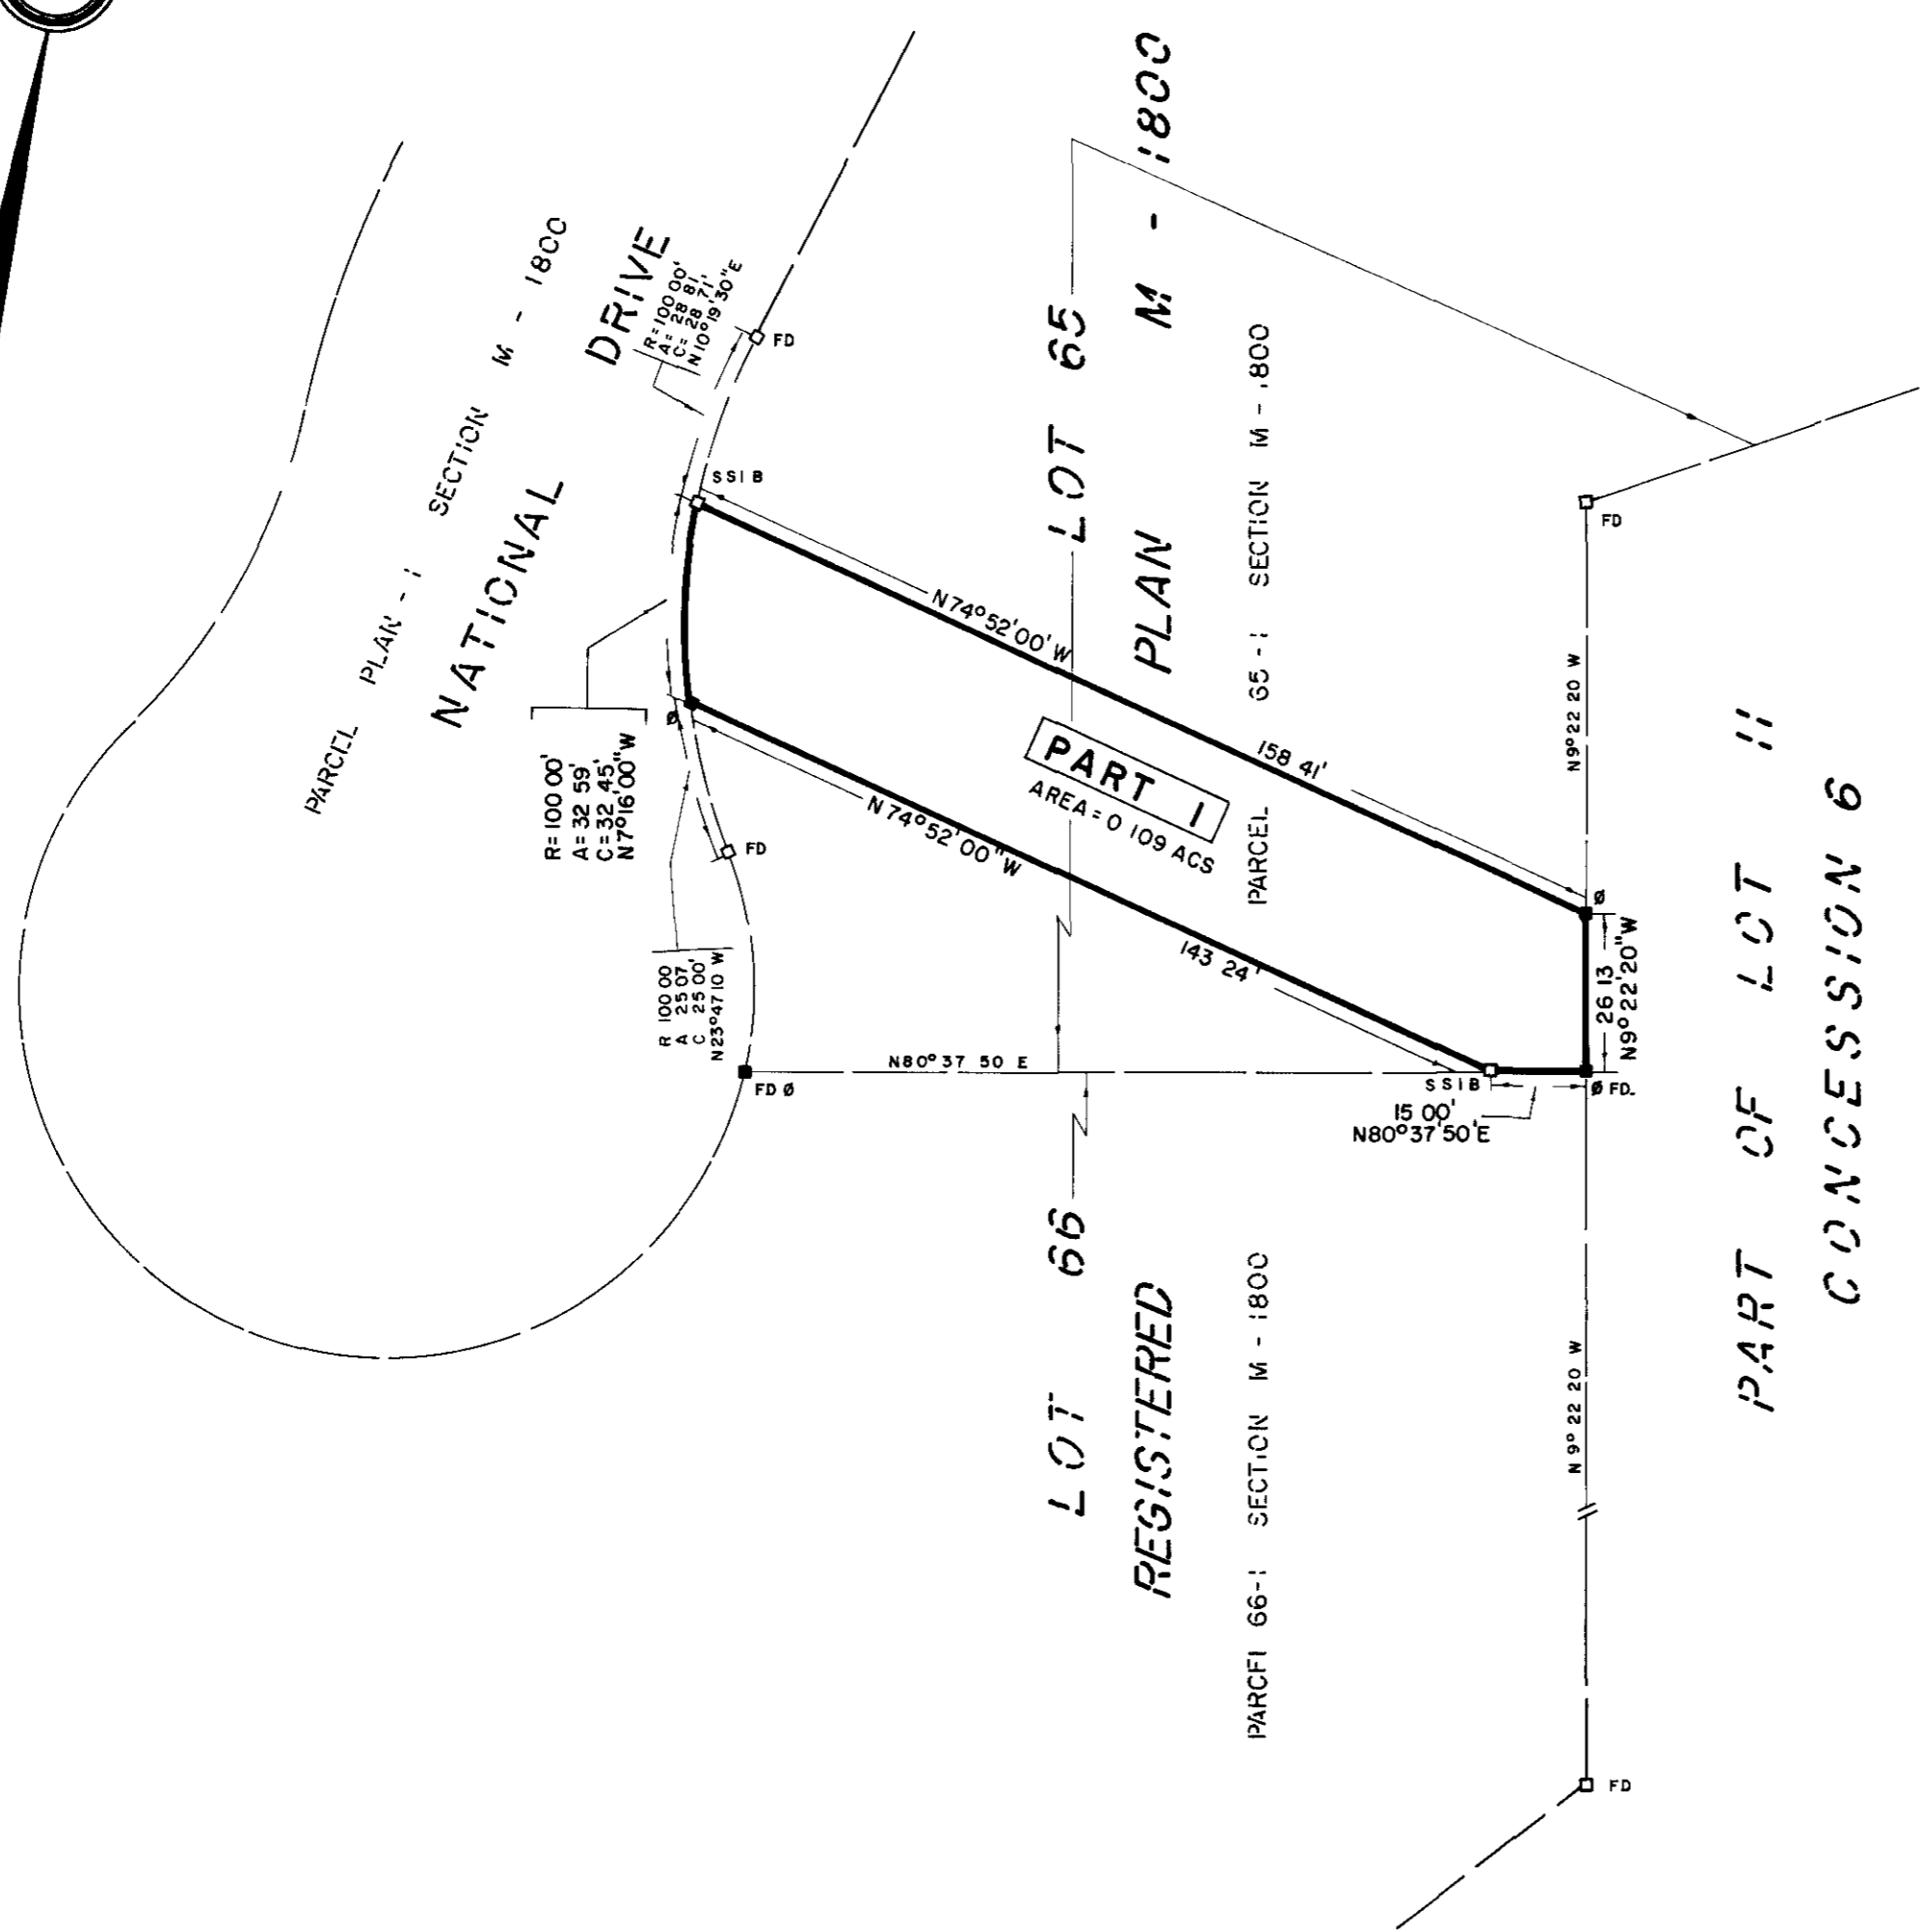 PARCEL PLAN-1 SECTION M - 1800
NATIONAL DRIVE
R=100 00'
A= 28 81'
C= 28 71'
N10°19'30"E
FD
SSIB
R=100 00'
A=32 59'
C=32 45'
N7°16'00"W
Ø
FD
R 100 00
A 25 07
C 25 00'
N23°47 10 W
FD Ø
N74°52'00' W
158 41'
N74°52'00"W
143 24'
PART 1
AREA = 0 109 ACS
LOT 65
LOT 66
REGISTERED PLAN M - 1800
PARCEL 65-1 SECTION M-1800
PARCEL 66-1 SECTION M-1800
N80°37 50 E
SSIB
15 00'
N80°37'50'E
Ø FD.
Ø
26 13
N9°22'20"W
N9°22 20 W
FD
N 9° 22 20 W
FD
PART OF LOT 11
CONCESSION 6